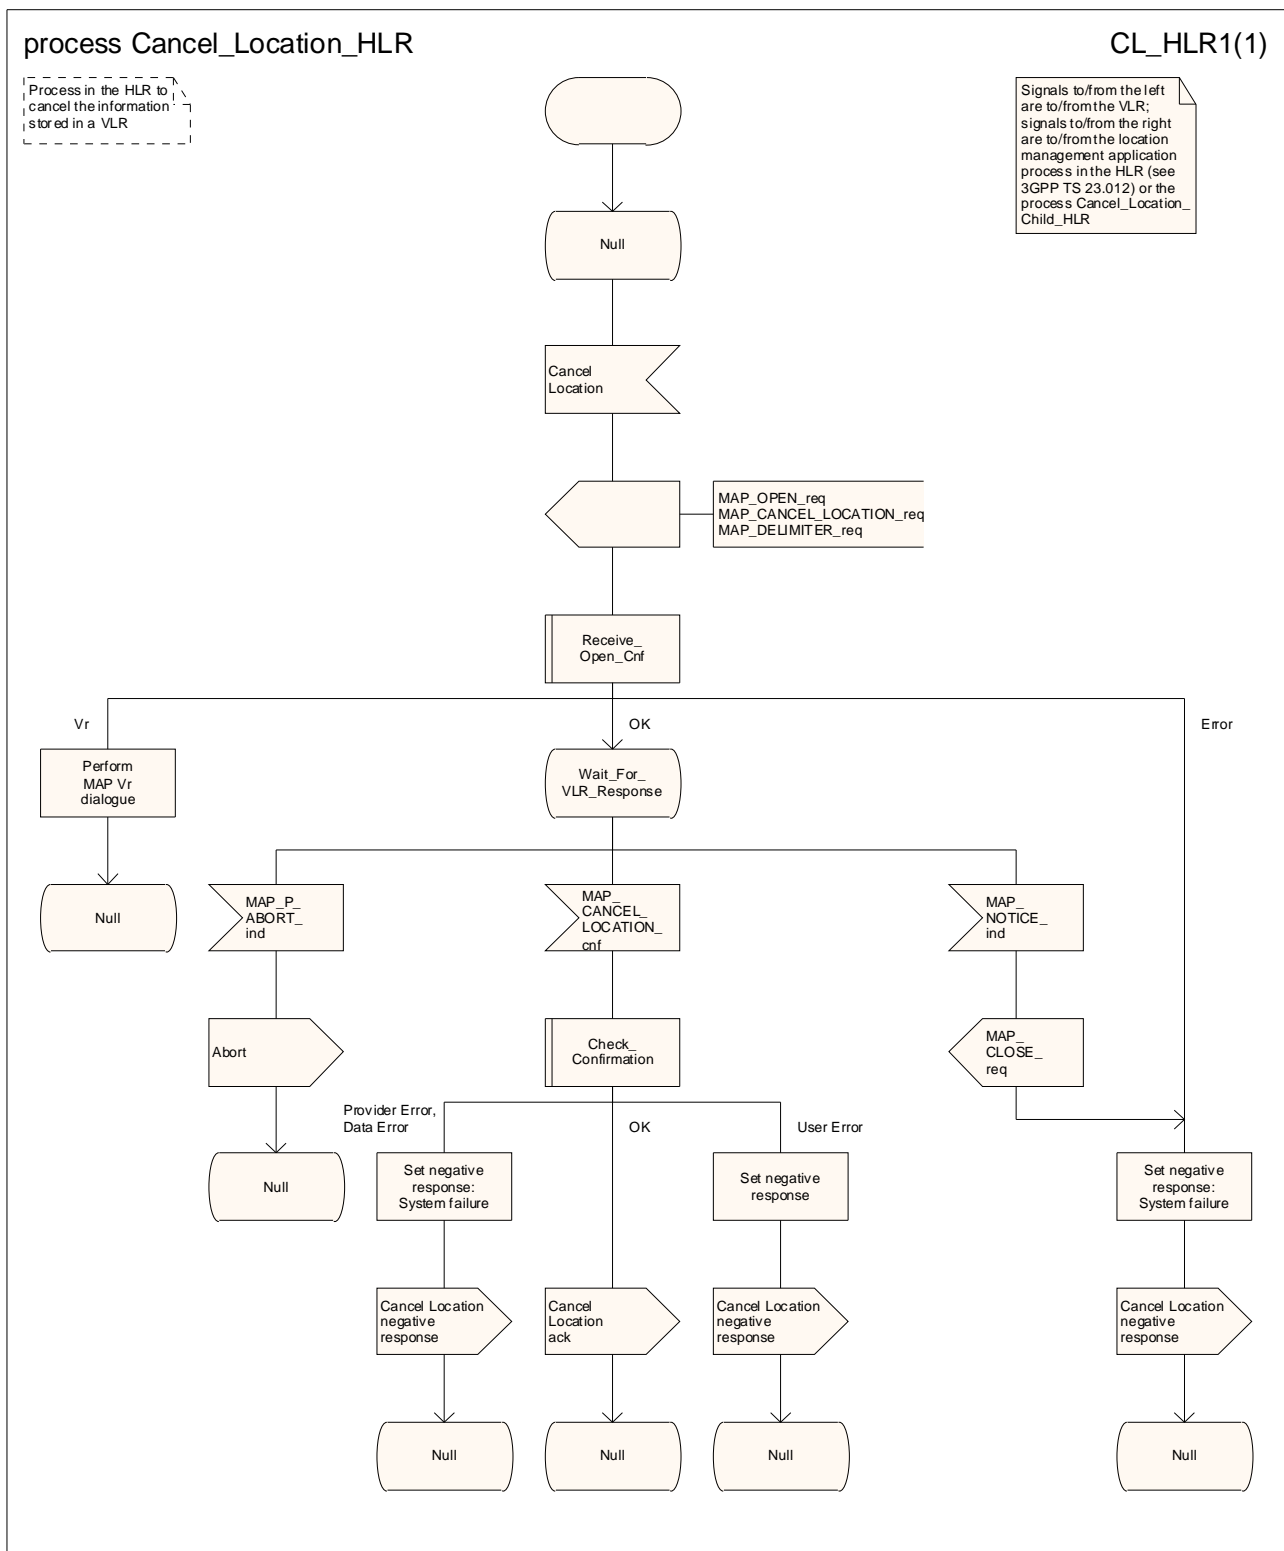 process Cancel_Location_HLR
CL_HLR1(1)
Process in the HLR to
cancel the information
stored in a VLR
Signals to/from the left
are to/from the VLR;
signals to/from the right
are to/from the location
management application
process in the HLR (see
3GPP TS 23.012) or the
process Cancel_Location_
Child_HLR
Null
Cancel
Location
MAP_OPEN_req
MAP_CANCEL_LOCATION_req
MAP_DELIMITER_req
Receive_
Open_Cnf
Vr
OK
Error
Perform
MAP Vr
dialogue
Wait_For_
VLR_Response
Null
MAP_P_
ABORT_
ind
MAP_
CANCEL_
LOCATION_
cnf
MAP_
NOTICE_
ind
Abort
Check_
Confirmation
MAP_
CLOSE_
req
Provider Error,
Data Error
OK
User Error
Null
Set negative
response:
System failure
Set negative
response
Set negative
response:
System failure
Cancel Location
negative
response
Cancel
Location
ack
Cancel Location
negative
response
Cancel Location
negative
response
Null
Null
Null
Null